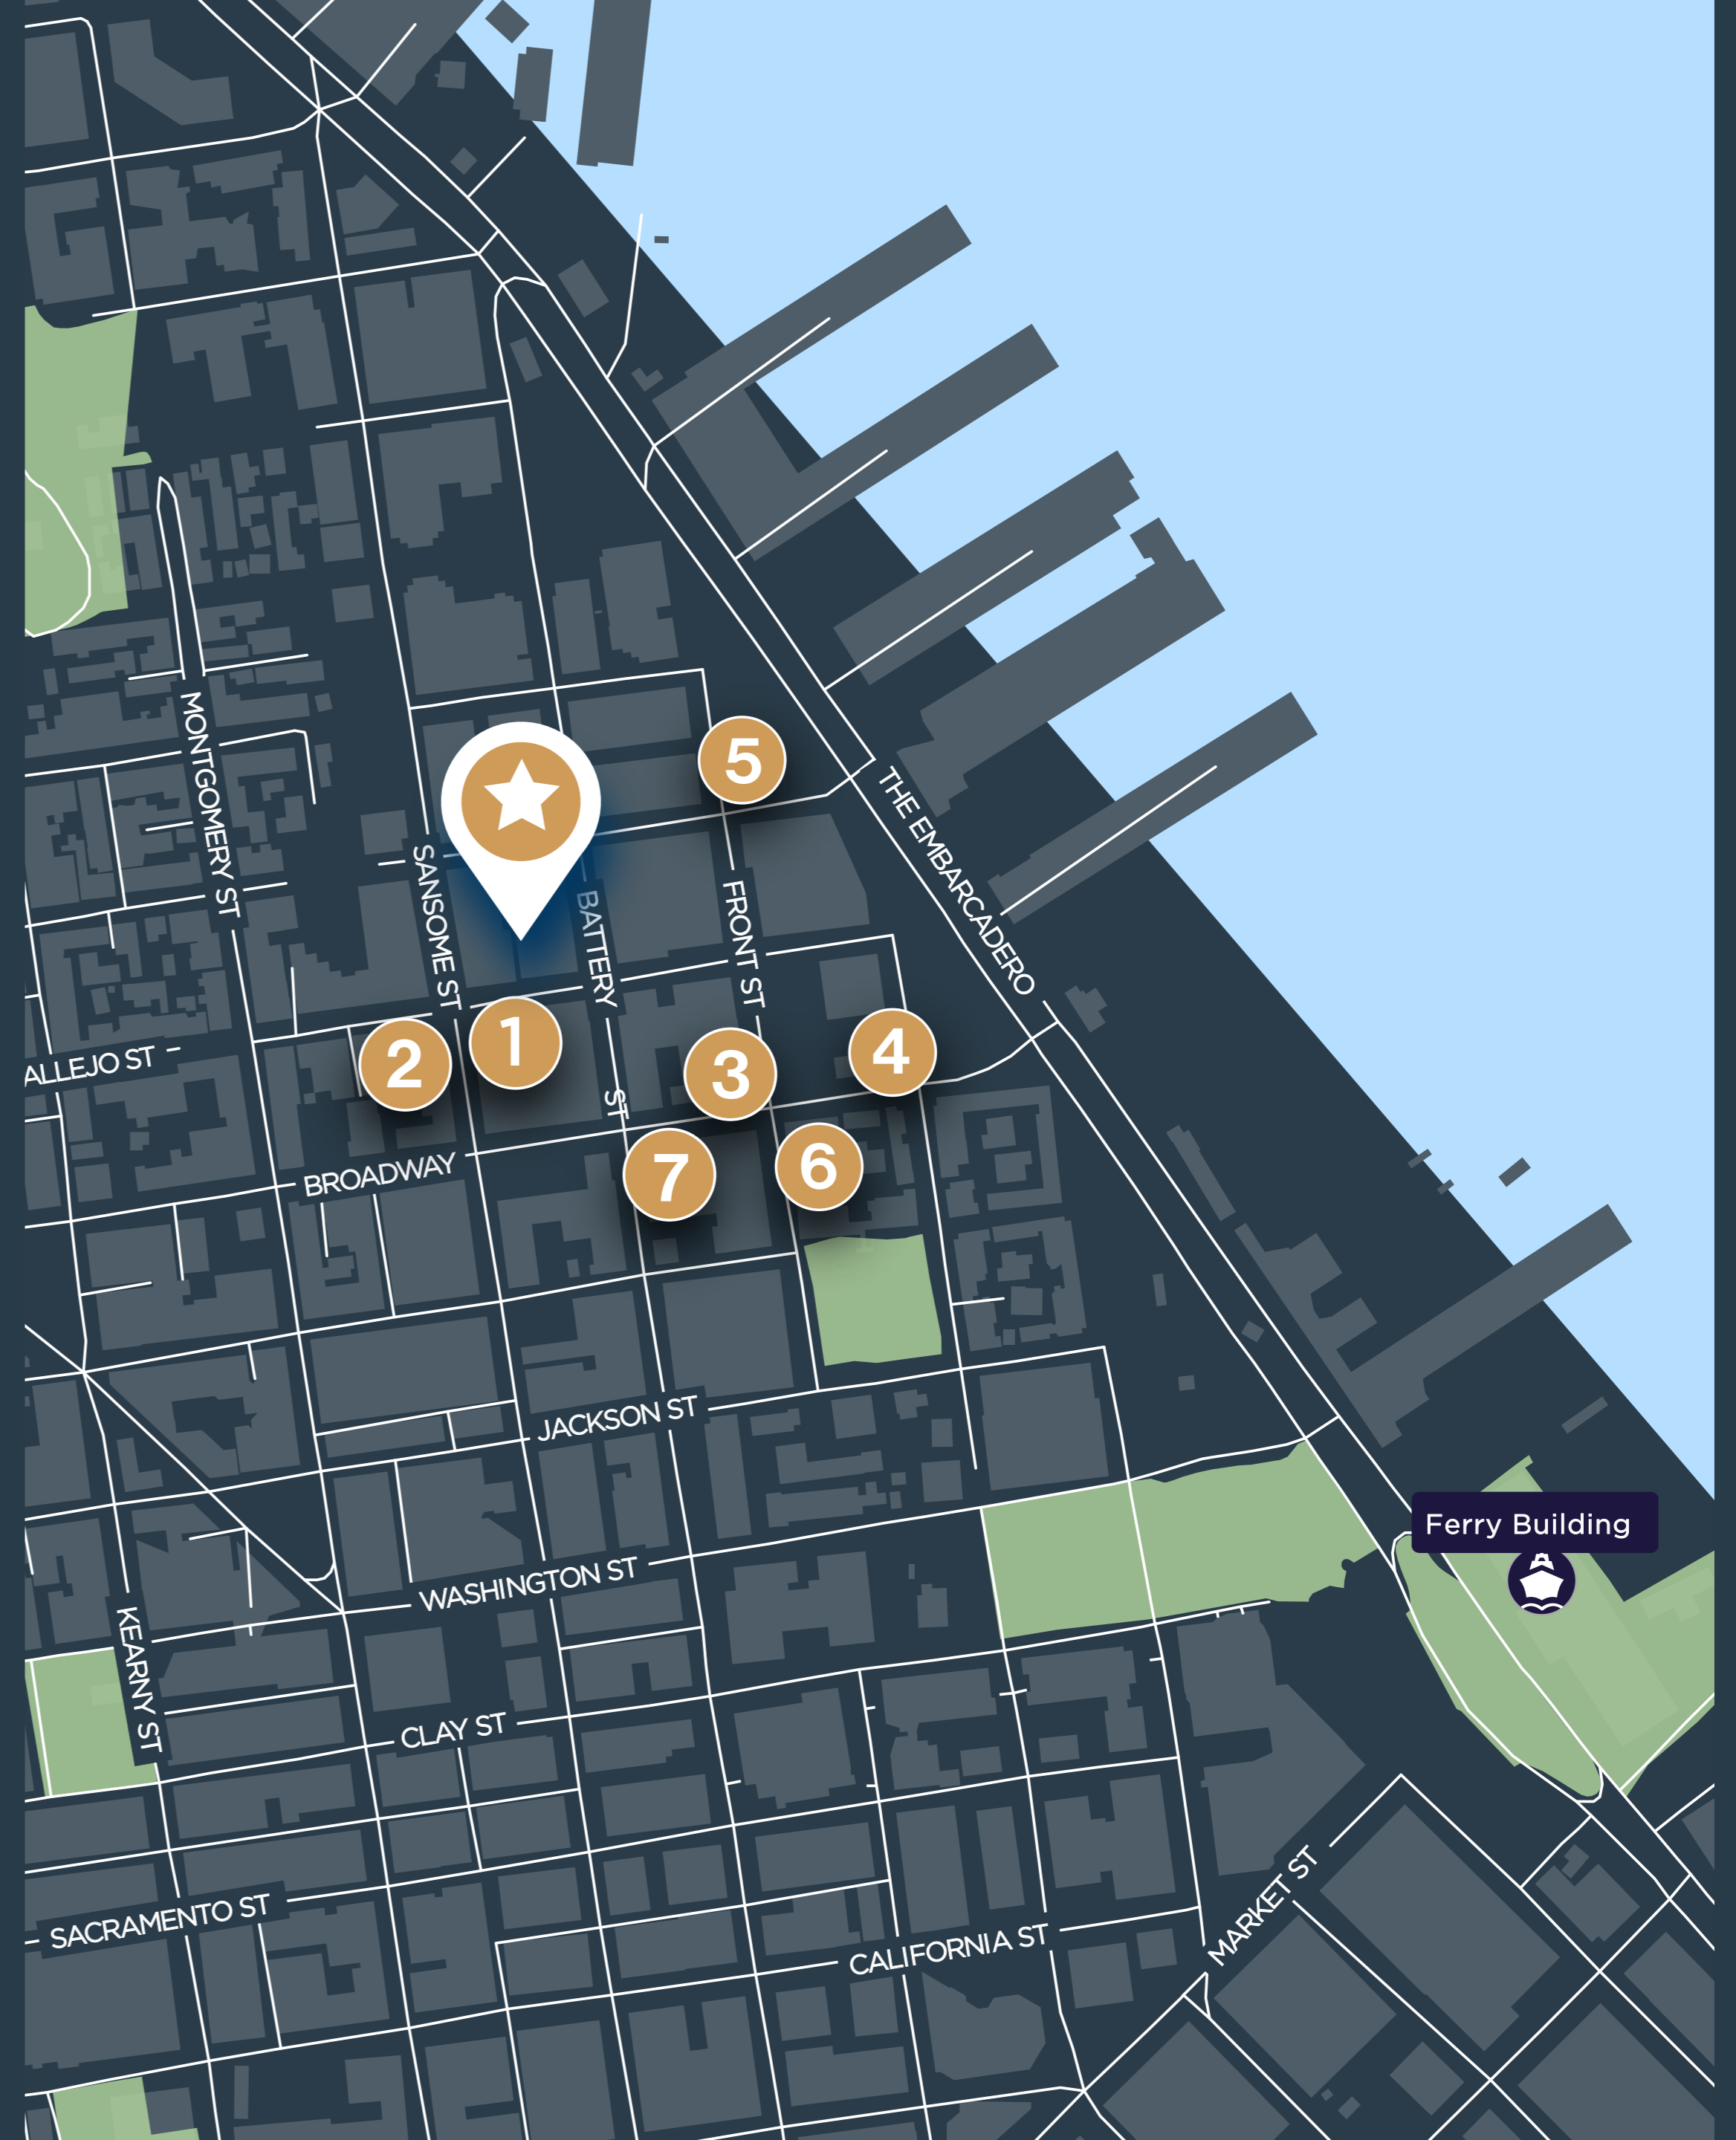 MONTGOMERY ST
5
THE EMBARCADERO
SANSOME ST
BATTERY
ST
FRONT ST
ALLEJO ST
2
1
3
4
BROADWAY
7
6
JACKSON ST
Ferry Building
WASHINGTON ST
KEARNY ST
CLAY ST
SACRAMENTO ST
CALIFORNIA ST
MARKET ST